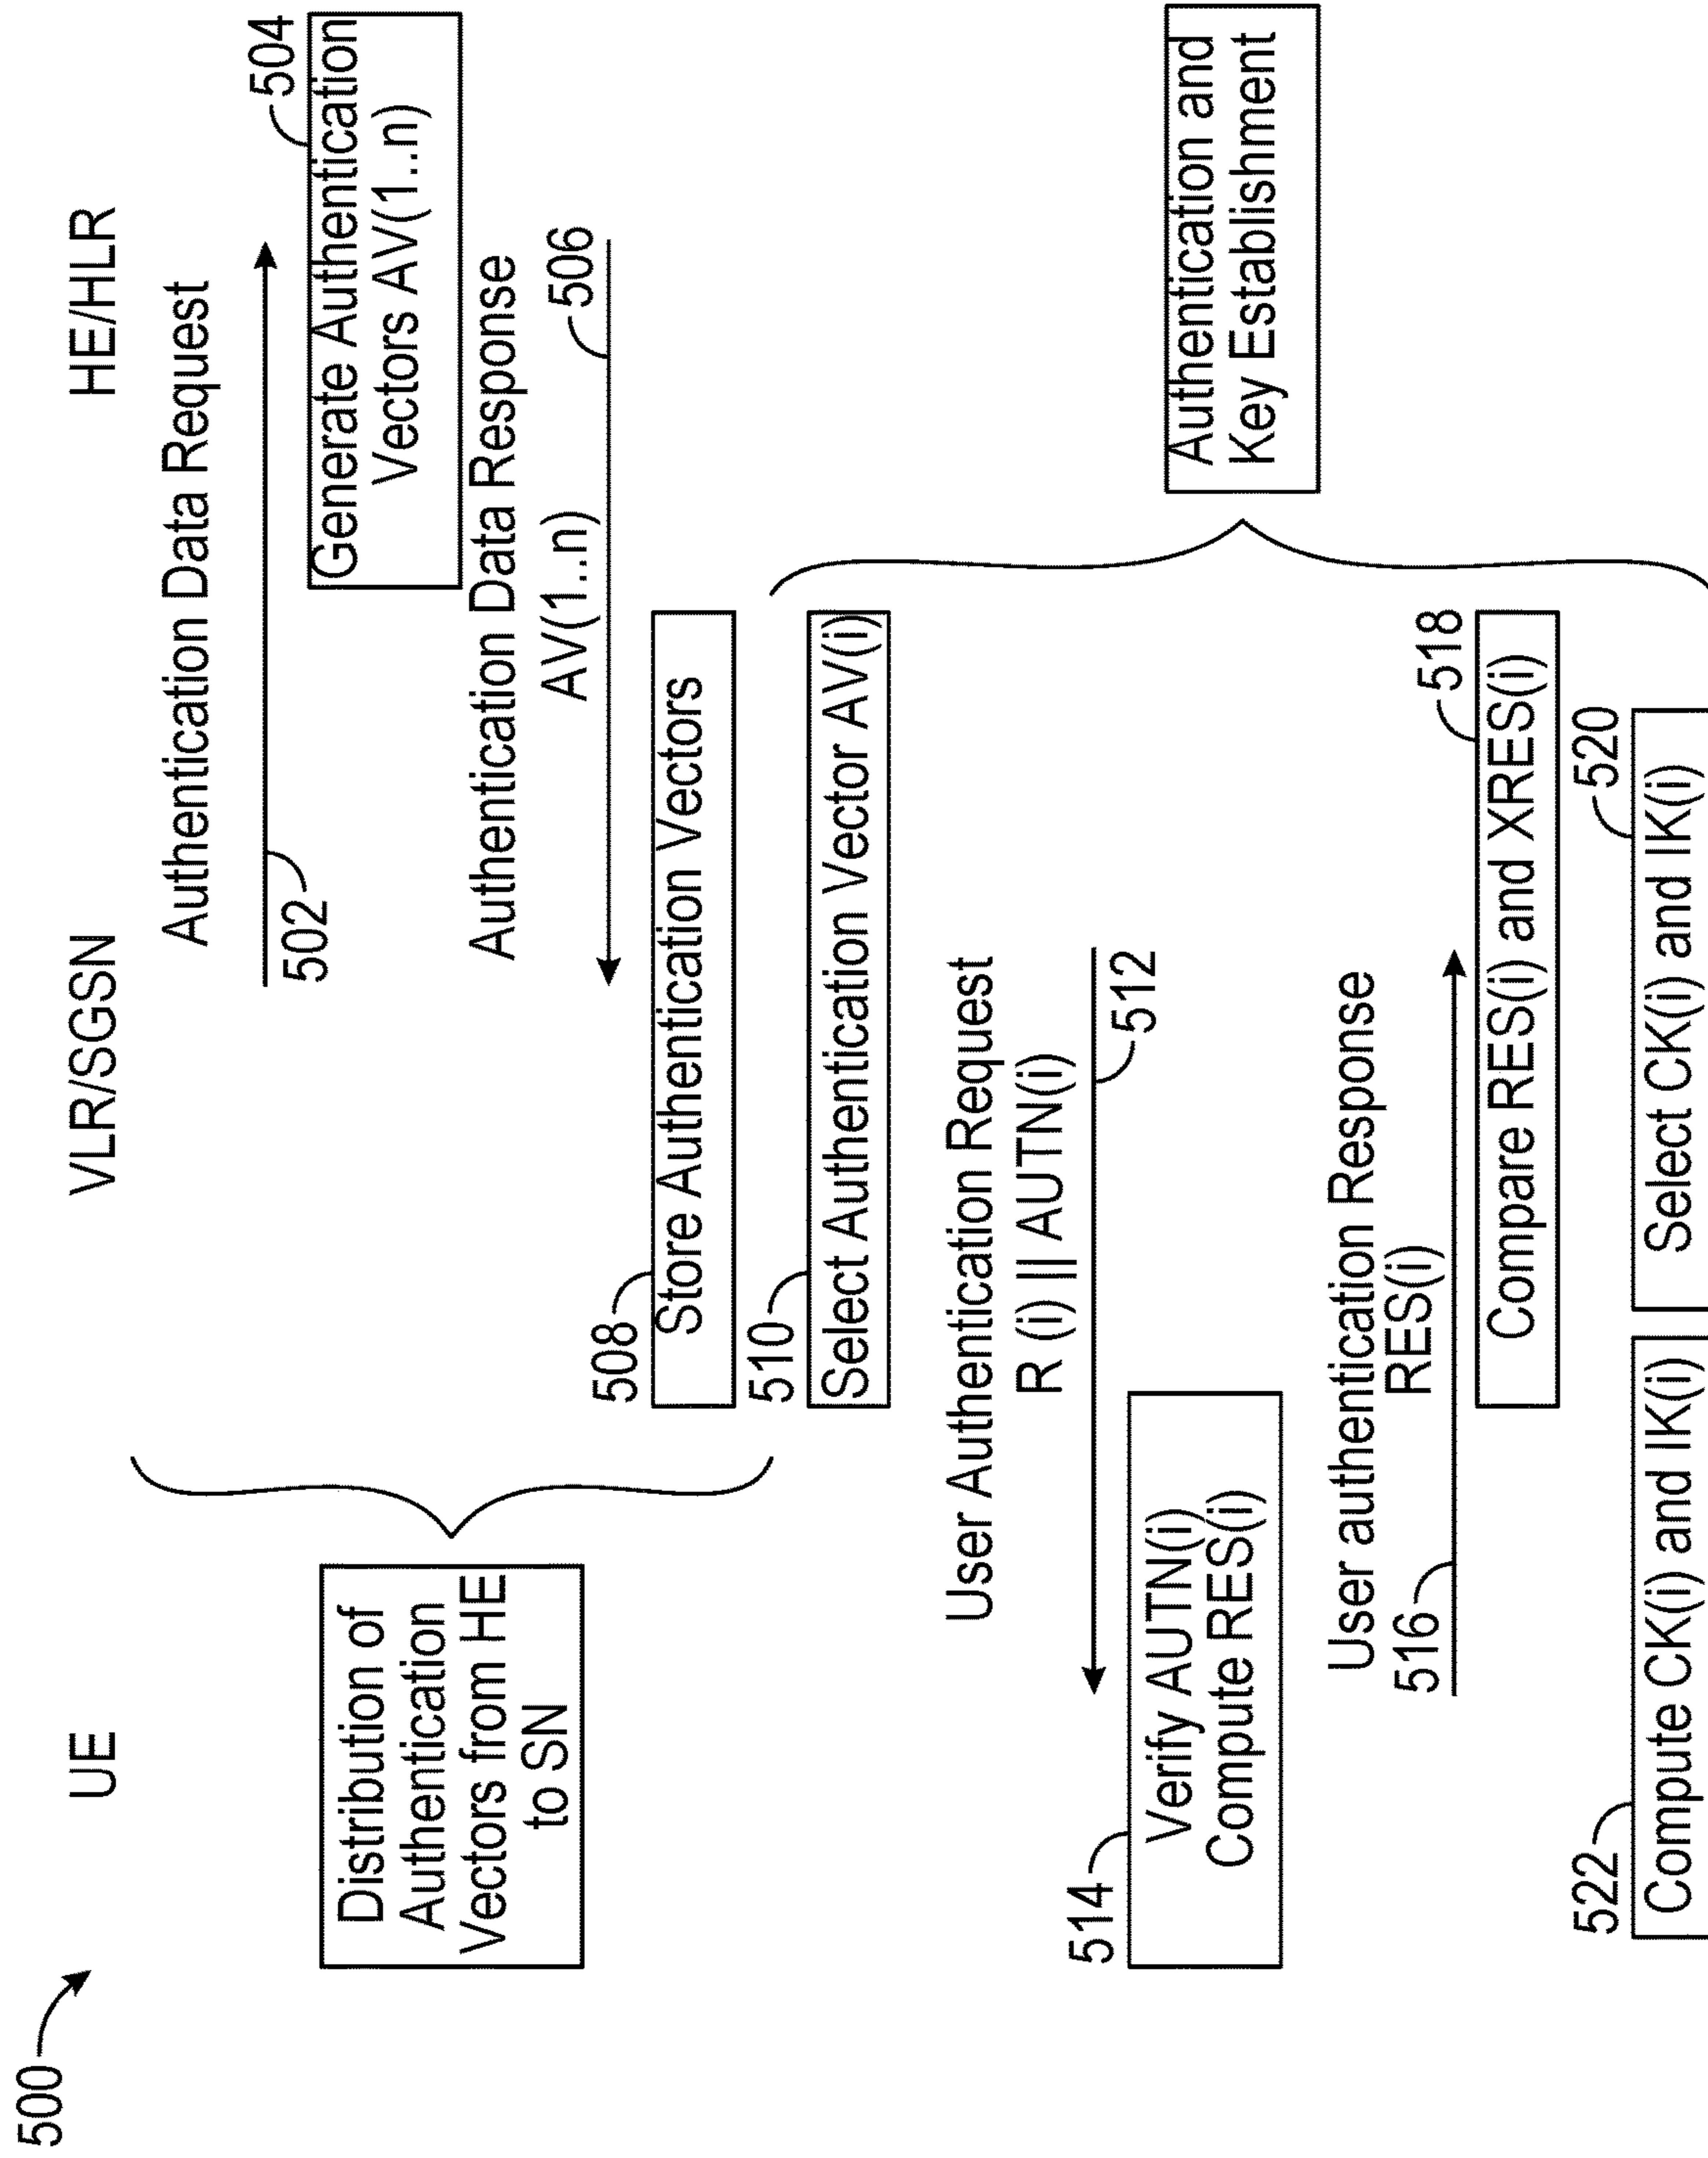 500
UE
VLR/SGSN
HE/HLR
Authentication Data Request
502
504
Generate Authentication
Vectors AV(1..n)
Distribution of
Authentication
Vectors from HE
to SN
Authentication Data Response
AV(1..n)
506
508
Store Authentication Vectors
510
Select Authentication Vector AV(i)
User Authentication Request
R (i) || AUTN(i)
512
514
Verify AUTN(i)
Compute RES(i)
Authentication and
Key Establishment
User authentication Response
RES(i)
516
518
Compare RES(i) and XRES(i)
522
Compute CK(i) and IK(i)
520
Select CK(i) and IK(i)